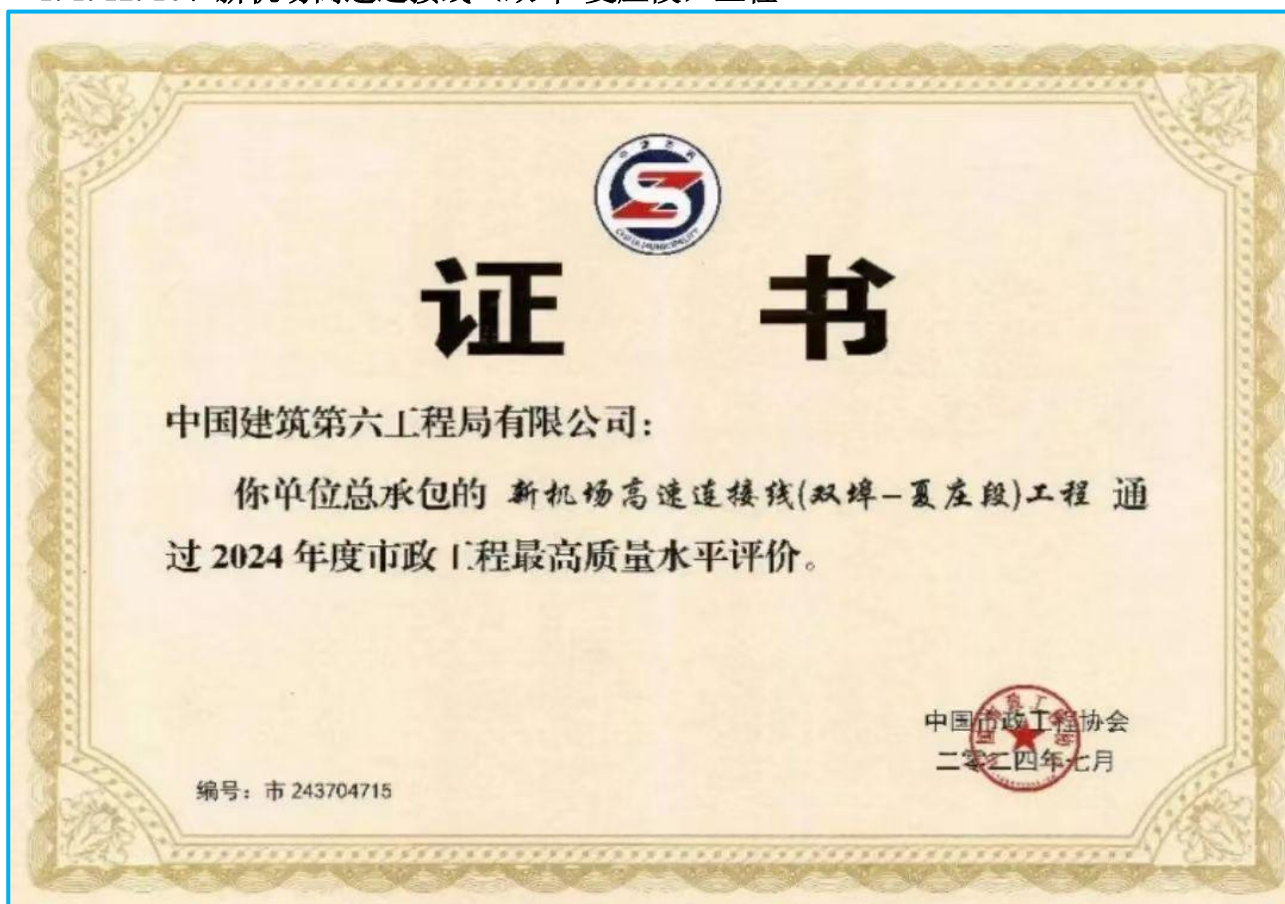 证 书
中国建筑第六工程局有限公司：
你单位总承包的 新机场高速连接线(双埠-夏庄段)工程 通
过 2024 年度市政工程最高质量水平评价。
中国市政工程协会
二零二四年七月
编号：市 243704715